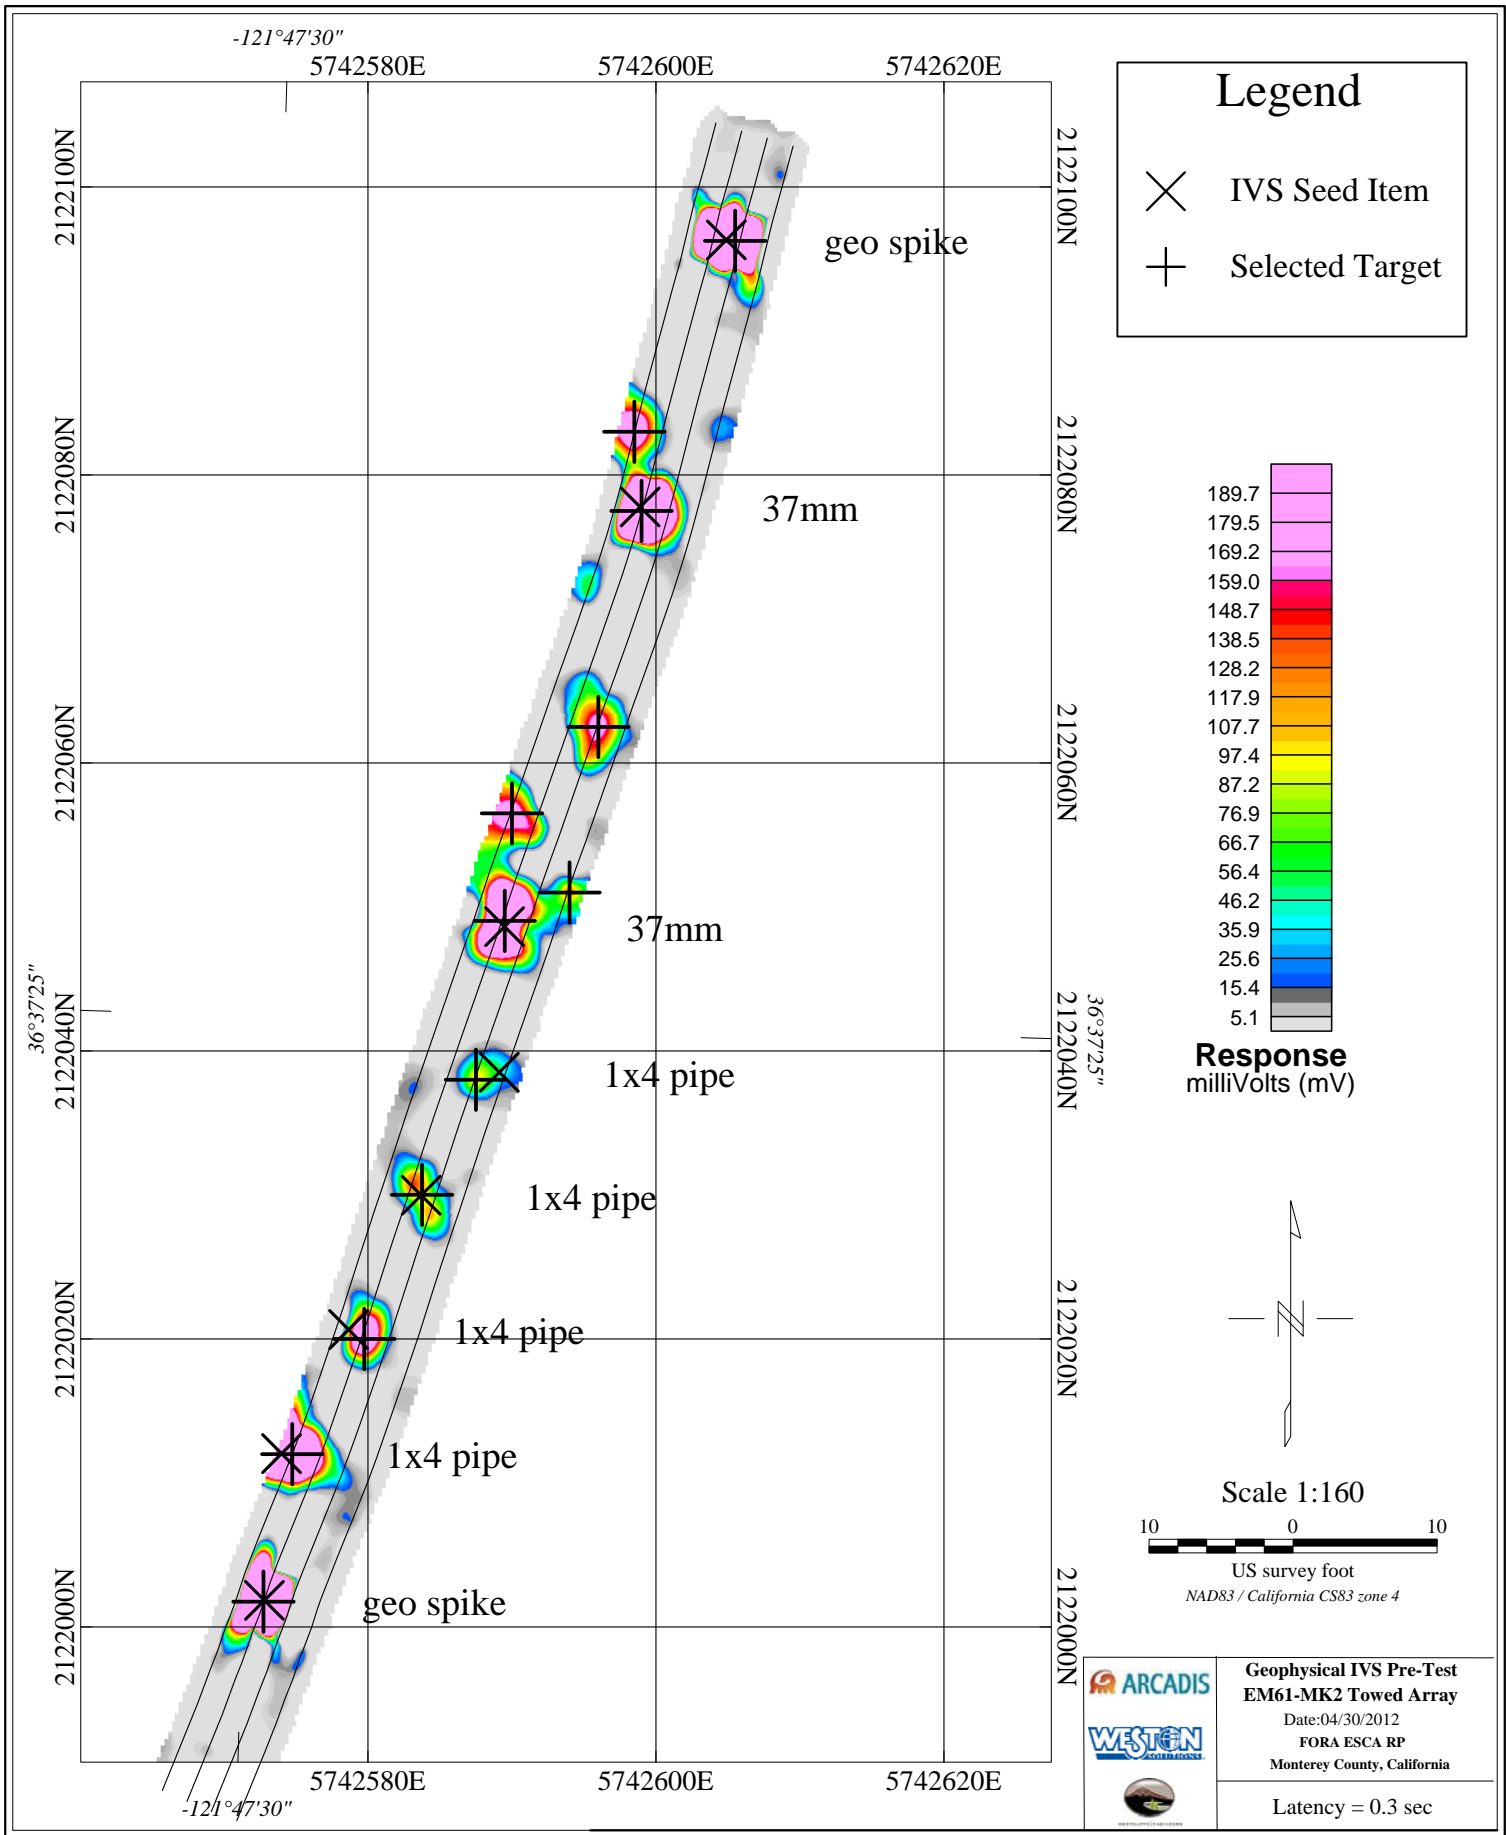 -121°47'30"
5742580E 5742600E 5742620E
Legend
IVS Seed Item
Selected Target
2122100N
2122100N
geo spike
2122080N
2122080N
37mm
189.7
179.5
169.2
159.0
148.7
138.5
128.2
117.9
107.7
97.4
87.2
76.9
66.7
56.4
46.2
35.9
25.6
15.4
5.1
Response
milliVolts (mV)
2122060N
2122060N
37mm
36°37'25"
36°37'25"
2122040N
2122040N
1x4 pipe
1x4 pipe
2122020N
2122020N
1x4 pipe
1x4 pipe
N
2122000N
2122000N
geo spike
Scale 1:160
10 0 10
US survey foot
NAD83 / California CS83 zone 4
5742580E 5742600E 5742620E
-121°47'30"
ARCADIS
WESTON
SOLUTIONS
Geophysical IVS Pre-Test
EM61-MK2 Towed Array
Date:04/30/2012
FORA ESCA RP
Monterey County, California
Latency = 0.3 sec